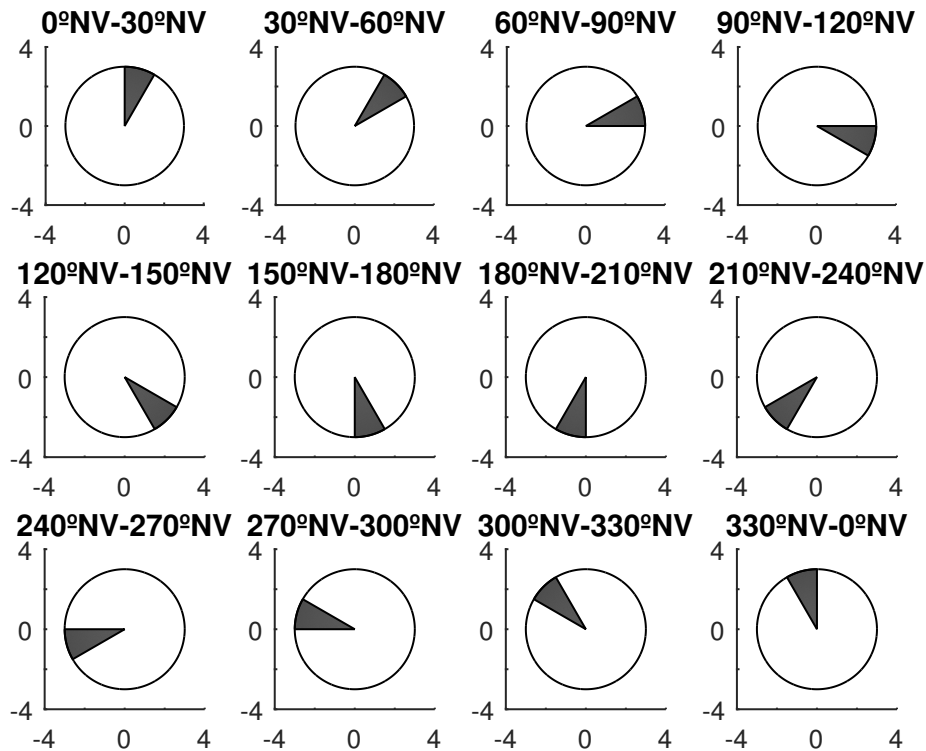 0ºNV-30ºNV 30ºNV-60ºNV 60ºNV-90ºNV 90ºNV-120ºNV
4 4 4 4
0 0 0 0
-4 -4 -4 -4
-4 0 4 -4 0 4 -4 0 4 -4 0 4
120ºNV-150ºNV 150ºNV-180ºNV 180ºNV-210ºNV 210ºNV-240ºNV
4 4 4 4
0 0 0 0
-4 -4 -4 -4
-4 0 4 -4 0 4 -4 0 4 -4 0 4
240ºNV-270ºNV 270ºNV-300ºNV 300ºNV-330ºNV 330ºNV-0ºNV
4 4 4 4
0 0 0 0
-4 -4 -4 -4
-4 0 4 -4 0 4 -4 0 4 -4 0 4